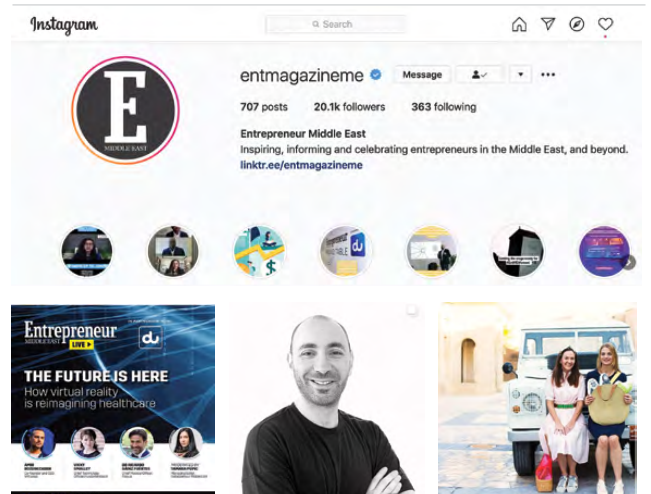 Instagram
Search
entmagazineme
Message
707 posts 20.1k followers 363 following
Entrepreneur Middle East
Inspiring, informing and celebrating entrepreneurs in the Middle East, and beyond.
linktr.ee/entmagazineme
E
MIDDLE EAST
Entrepreneur
MIDDLE EAST
LIVE
du
THE FUTURE IS HERE
How virtual reality
is reimagining healthcare